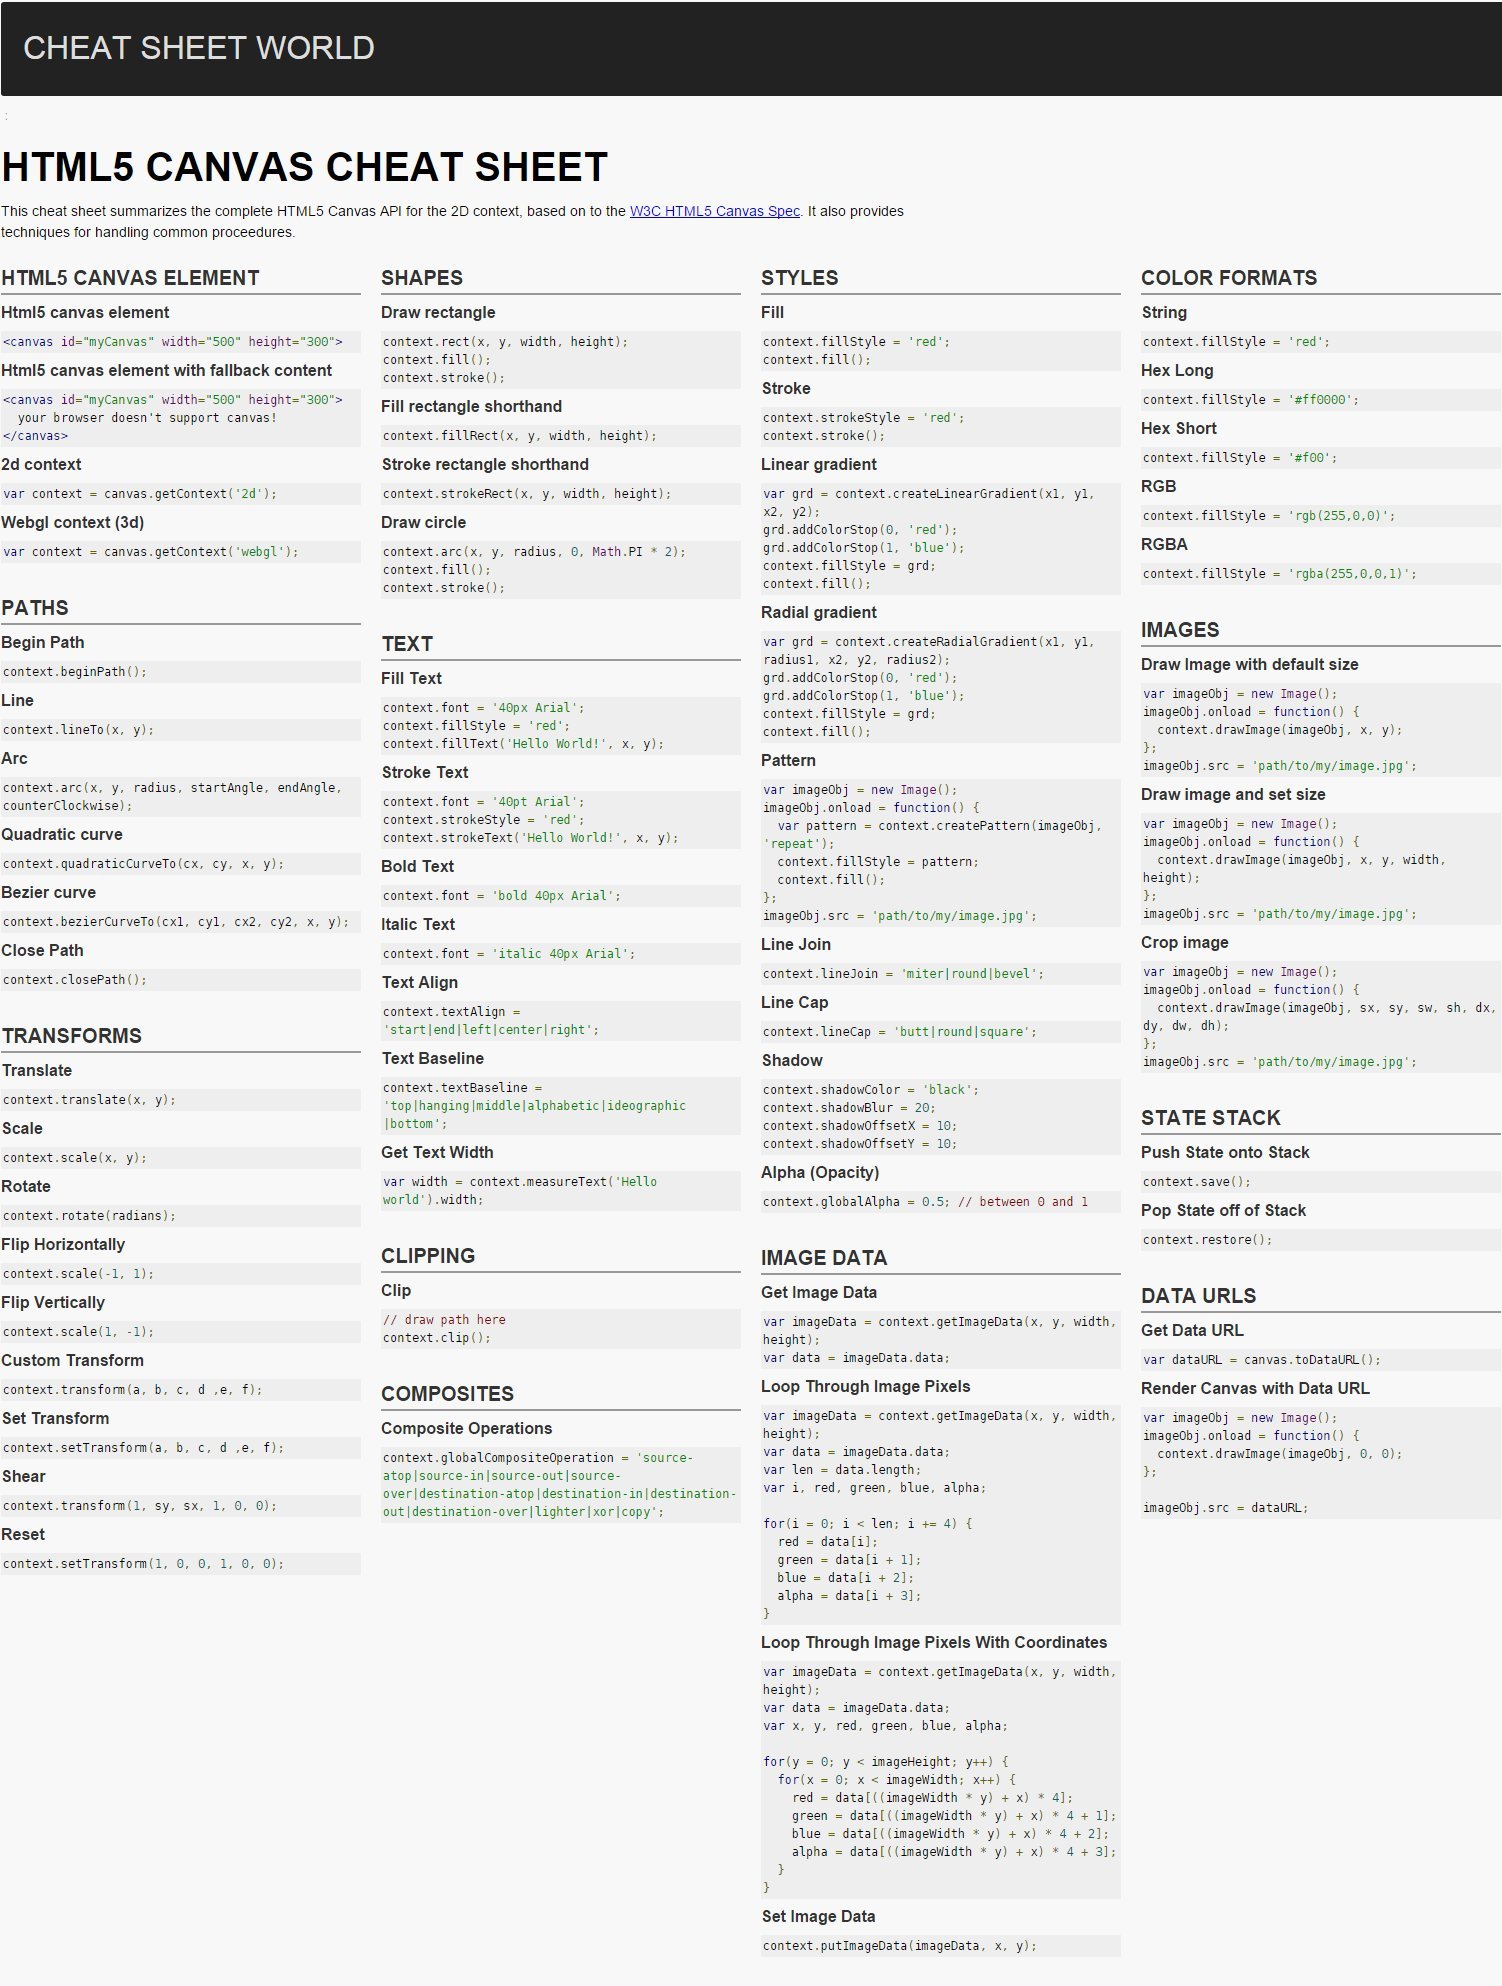 CHEAT SHEET WORLD
:
HTML5 CANVAS CHEAT SHEET
This cheat sheet summarizes the complete HTML5 Canvas API for the 2D context, based on to the W3C HTML5 Canvas Spec. It also provides
techniques for handling common proceedures.
HTML5 CANVAS ELEMENT
Html5 canvas element
<canvas id="myCanvas" width="500" height="300">
Html5 canvas element with fallback content
<canvas id="myCanvas" width="500" height="300">
  your browser doesn't support canvas!
</canvas>
2d context
var context = canvas.getContext('2d');
Webgl context (3d)
var context = canvas.getContext('webgl');
PATHS
Begin Path
context.beginPath();
Line
context.lineTo(x, y);
Arc
context.arc(x, y, radius, startAngle, endAngle,
counterClockwise);
Quadratic curve
context.quadraticCurveTo(cx, cy, x, y);
Bezier curve
context.bezierCurveTo(cx1, cy1, cx2, cy2, x, y);
Close Path
context.closePath();
TRANSFORMS
Translate
context.translate(x, y);
Scale
context.scale(x, y);
Rotate
context.rotate(radians);
Flip Horizontally
context.scale(-1, 1);
Flip Vertically
context.scale(1, -1);
Custom Transform
context.transform(a, b, c, d ,e, f);
Set Transform
context.setTransform(a, b, c, d ,e, f);
Shear
context.transform(1, sy, sx, 1, 0, 0);
Reset
context.setTransform(1, 0, 0, 1, 0, 0);
SHAPES
Draw rectangle
context.rect(x, y, width, height);
context.fill();
context.stroke();
Fill rectangle shorthand
context.fillRect(x, y, width, height);
Stroke rectangle shorthand
context.strokeRect(x, y, width, height);
Draw circle
context.arc(x, y, radius, 0, Math.PI * 2);
context.fill();
context.stroke();
TEXT
Fill Text
context.font = '40px Arial';
context.fillStyle = 'red';
context.fillText('Hello World!', x, y);
Stroke Text
context.font = '40pt Arial';
context.strokeStyle = 'red';
context.strokeText('Hello World!', x, y);
Bold Text
context.font = 'bold 40px Arial';
Italic Text
context.font = 'italic 40px Arial';
Text Align
context.textAlign =
'start|end|left|center|right';
Text Baseline
context.textBaseline =
'top|hanging|middle|alphabetic|ideographic
|bottom';
Get Text Width
var width = context.measureText('Hello
world').width;
CLIPPING
Clip
// draw path here
context.clip();
COMPOSITES
Composite Operations
context.globalCompositeOperation = 'source-
atop|source-in|source-out|source-
over|destination-atop|destination-in|destination-
out|destination-over|lighter|xor|copy';
STYLES
Fill
context.fillStyle = 'red';
context.fill();
Stroke
context.strokeStyle = 'red';
context.stroke();
Linear gradient
var grd = context.createLinearGradient(x1, y1,
x2, y2);
grd.addColorStop(0, 'red');
grd.addColorStop(1, 'blue');
context.fillStyle = grd;
context.fill();
Radial gradient
var grd = context.createRadialGradient(x1, y1,
radius1, x2, y2, radius2);
grd.addColorStop(0, 'red');
grd.addColorStop(1, 'blue');
context.fillStyle = grd;
context.fill();
Pattern
var imageObj = new Image();
imageObj.onload = function() {
  var pattern = context.createPattern(imageObj,
'repeat');
  context.fillStyle = pattern;
  context.fill();
};
imageObj.src = 'path/to/my/image.jpg';
Line Join
context.lineJoin = 'miter|round|bevel';
Line Cap
context.lineCap = 'butt|round|square';
Shadow
context.shadowColor = 'black';
context.shadowBlur = 20;
context.shadowOffsetX = 10;
context.shadowOffsetY = 10;
Alpha (Opacity)
context.globalAlpha = 0.5; // between 0 and 1
IMAGE DATA
Get Image Data
var imageData = context.getImageData(x, y, width,
height);
var data = imageData.data;
Loop Through Image Pixels
var imageData = context.getImageData(x, y, width,
height);
var data = imageData.data;
var len = data.length;
var i, red, green, blue, alpha;
for(i = 0; i < len; i += 4) {
  red = data[i];
  green = data[i + 1];
  blue = data[i + 2];
  alpha = data[i + 3];
}
Loop Through Image Pixels With Coordinates
var imageData = context.getImageData(x, y, width,
height);
var data = imageData.data;
var x, y, red, green, blue, alpha;
for(y = 0; y < imageHeight; y++) {
  for(x = 0; x < imageWidth; x++) {
    red = data[((imageWidth * y) + x) * 4];
    green = data[((imageWidth * y) + x) * 4 + 1];
    blue = data[((imageWidth * y) + x) * 4 + 2];
    alpha = data[((imageWidth * y) + x) * 4 + 3];
  }
}
Set Image Data
context.putImageData(imageData, x, y);
COLOR FORMATS
String
context.fillStyle = 'red';
Hex Long
context.fillStyle = '#ff0000';
Hex Short
context.fillStyle = '#f00';
RGB
context.fillStyle = 'rgb(255,0,0)';
RGBA
context.fillStyle = 'rgba(255,0,0,1)';
IMAGES
Draw Image with default size
var imageObj = new Image();
imageObj.onload = function() {
  context.drawImage(imageObj, x, y);
};
imageObj.src = 'path/to/my/image.jpg';
Draw image and set size
var imageObj = new Image();
imageObj.onload = function() {
  context.drawImage(imageObj, x, y, width,
height);
};
imageObj.src = 'path/to/my/image.jpg';
Crop image
var imageObj = new Image();
imageObj.onload = function() {
  context.drawImage(imageObj, sx, sy, sw, sh, dx,
dy, dw, dh);
};
imageObj.src = 'path/to/my/image.jpg';
STATE STACK
Push State onto Stack
context.save();
Pop State off of Stack
context.restore();
DATA URLS
Get Data URL
var dataURL = canvas.toDataURL();
Render Canvas with Data URL
var imageObj = new Image();
imageObj.onload = function() {
  context.drawImage(imageObj, 0, 0);
};
imageObj.src = dataURL;